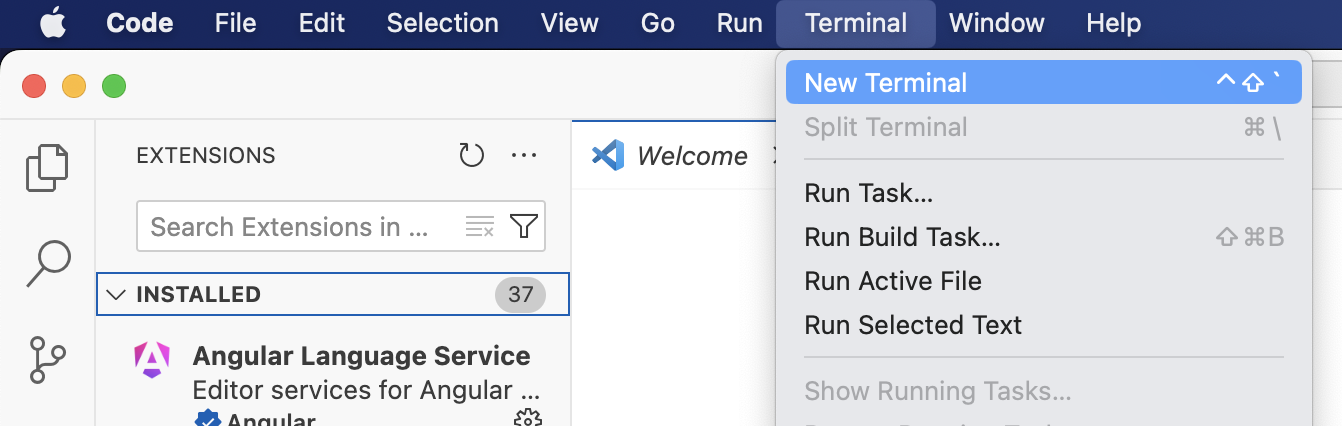 Code File Edit Selection View Go Run Terminal Window Help
New Terminal ^⇧`
Split Terminal ⌘\
Run Task...
Run Build Task... ⇧⌘B
Run Active File
Run Selected Text
Show Running Tasks...
EXTENSIONS
Search Extensions in ...
INSTALLED 37
Angular Language Service
Editor services for Angular ...
Angular
Welcome